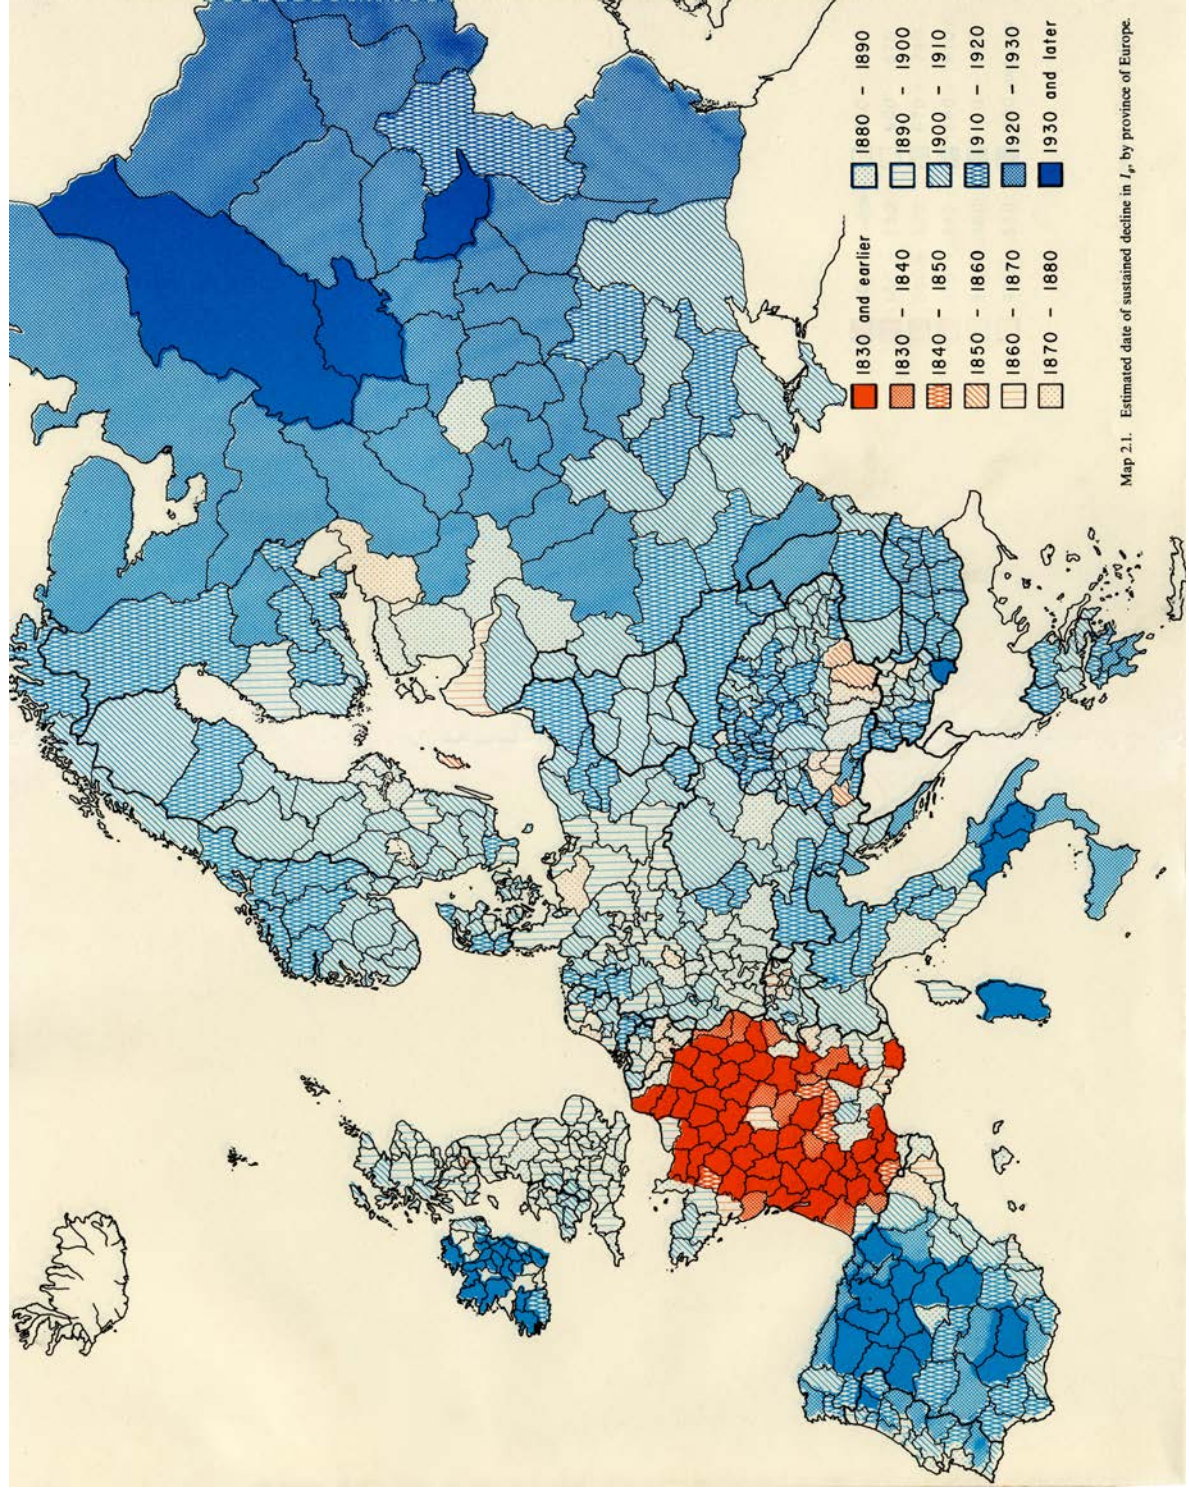 1830 and earlier
1830 - 1840
1840 - 1850
1850 - 1860
1860 - 1870
1870 - 1880
1880 - 1890
1890 - 1900
1900 - 1910
1910 - 1920
1920 - 1930
1930 and later
Map 2.1. Estimated date of sustained decline in Ig, by province of Europe.